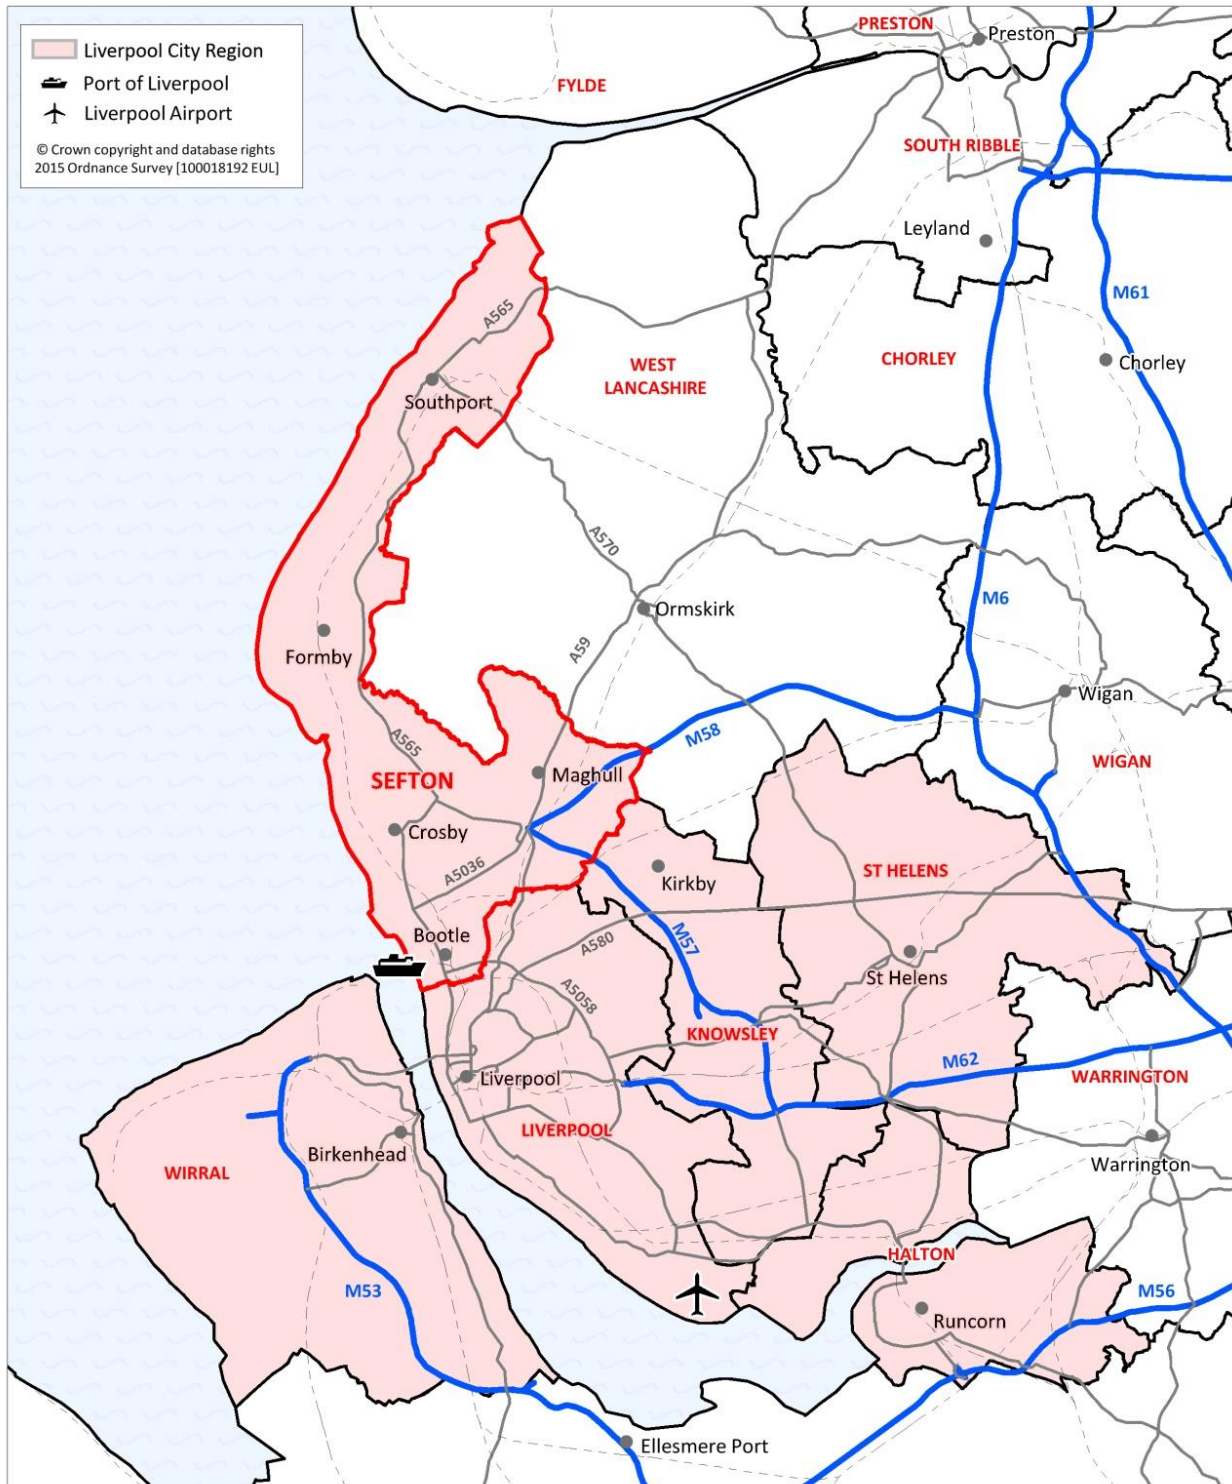 Liverpool City Region
Port of Liverpool
Liverpool Airport
© Crown copyright and database rights
2015 Ordnance Survey [100018192 EUL]
PRESTON
Preston
FYLDE
SOUTH RIBBLE
Leyland
M61
A565
WEST
LANCASHIRE
CHORLEY
Chorley
Southport
A570
M6
Ormskirk
A59
Formby
Wigan
M58
A565
SEFTON
Maghull
WIGAN
Crosby
A5036
Kirkby
ST HELENS
Bootle
A580
M57
St Helens
A5058
KNOWSLEY
M62
WARRINGTON
Liverpool
LIVERPOOL
Birkenhead
Warrington
WIRRAL
HALTON
M53
M56
Runcorn
Ellesmere Port